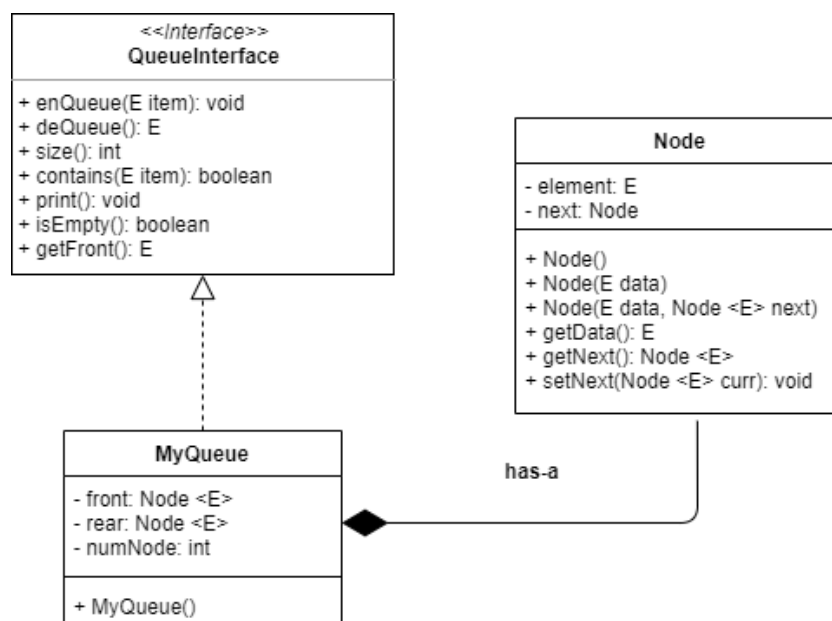 <<Interface>>
QueueInterface
+ enQueue(E item): void
+ deQueue(): E
+ size(): int
+ contains(E item): boolean
+ print(): void
+ isEmpty(): boolean
+ getFront(): E
Node
- element: E
- next: Node
+ Node()
+ Node(E data)
+ Node(E data, Node <E> next)
+ getData(): E
+ getNext(): Node <E>
+ setNext(Node <E> curr): void
MyQueue
- front: Node <E>
- rear: Node <E>
- numNode: int
+ MyQueue()
has-a